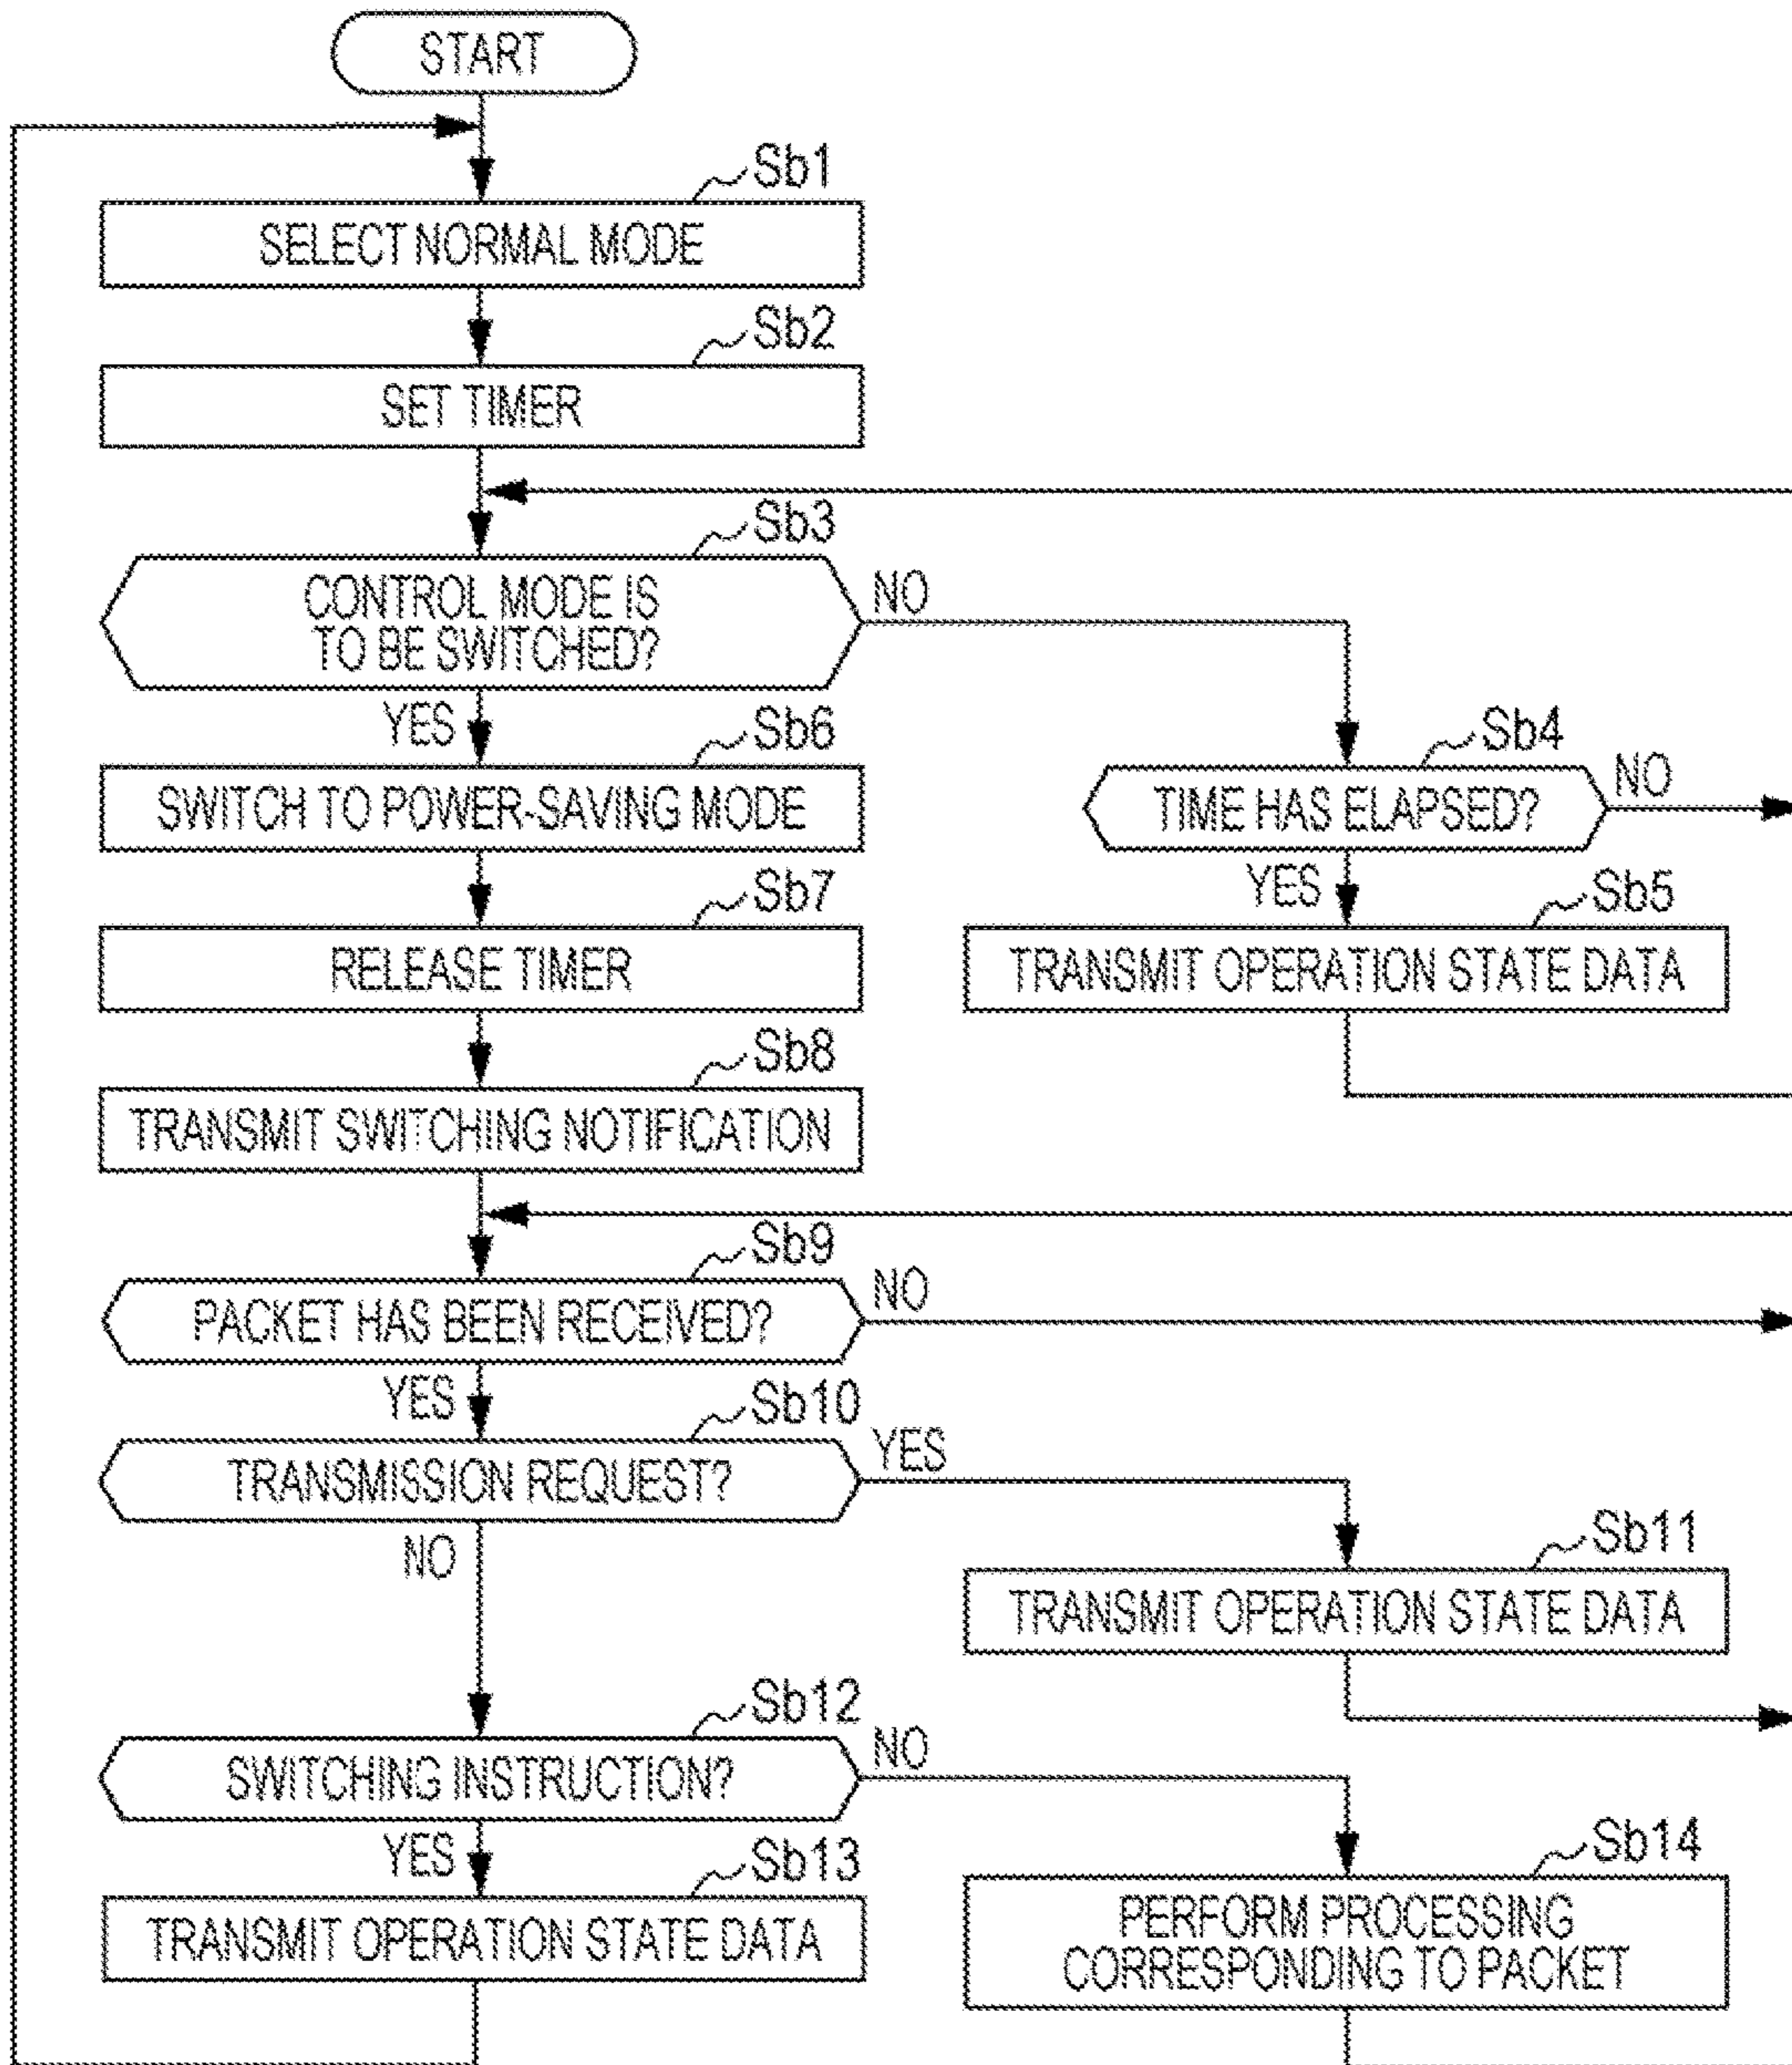 START
Sb1
SELECT NORMAL MODE
Sb2
SET TIMER
Sb3
CONTROL MODE IS
TO BE SWITCHED?
NO
YES
Sb6
SWITCH TO POWER-SAVING MODE
Sb4
TIME HAS ELAPSED?
NO
YES
Sb5
TRANSMIT OPERATION STATE DATA
Sb7
RELEASE TIMER
Sb8
TRANSMIT SWITCHING NOTIFICATION
Sb9
PACKET HAS BEEN RECEIVED?
NO
YES
Sb10
TRANSMISSION REQUEST?
YES
NO
Sb11
TRANSMIT OPERATION STATE DATA
Sb12
SWITCHING INSTRUCTION?
NO
YES
Sb13
TRANSMIT OPERATION STATE DATA
Sb14
PERFORM PROCESSING
CORRESPONDING TO PACKET